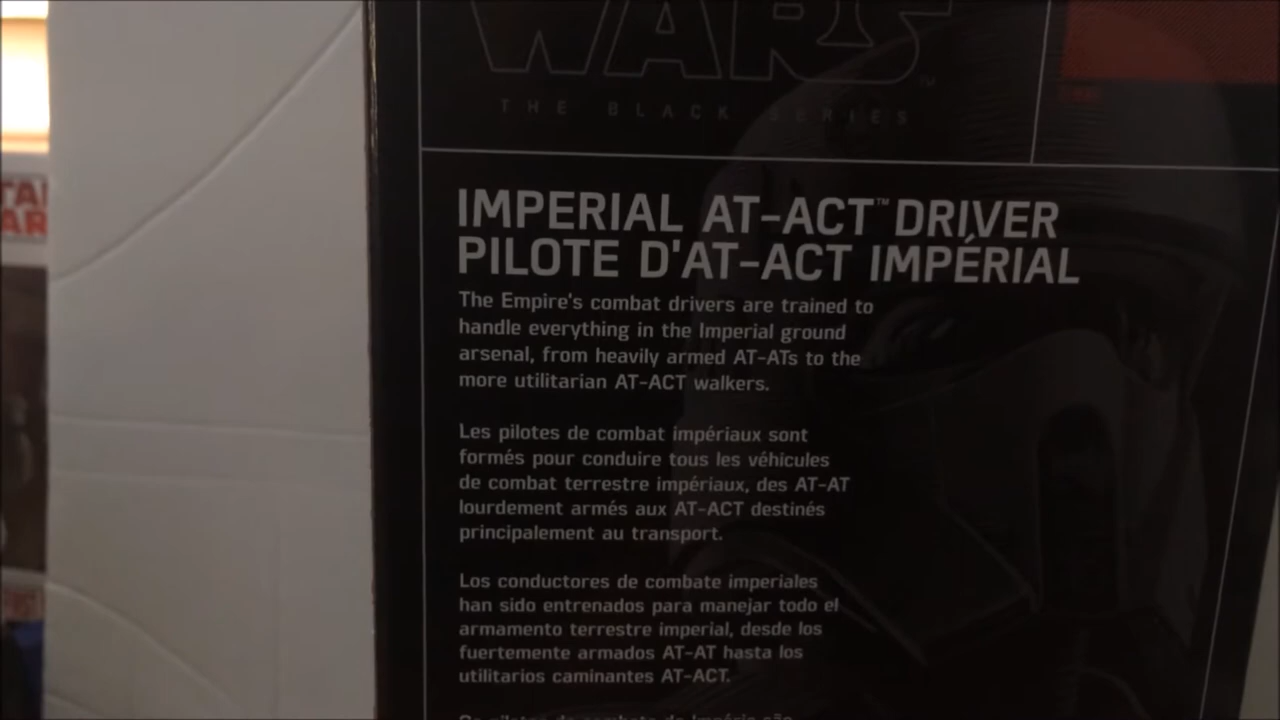 WARS
THE BLACK SERIES
STAR
WARS
IMPERIAL AT-ACT™ DRIVER
PILOTE D'AT-ACT IMPÉRIAL
The Empire's combat drivers are trained to
handle everything in the Imperial ground
arsenal, from heavily armed AT-ATs to the
more utilitarian AT-ACT walkers.
Les pilotes de combat impériaux sont
formés pour conduire tous les véhicules
de combat terrestre impériaux, des AT-AT
lourdement armés aux AT-ACT destinés
principalement au transport.
Los conductores de combate imperiales
han sido entrenados para manejar todo el
armamento terrestre imperial, desde los
fuertemente armados AT-AT hasta los
utilitarios caminantes AT-ACT.